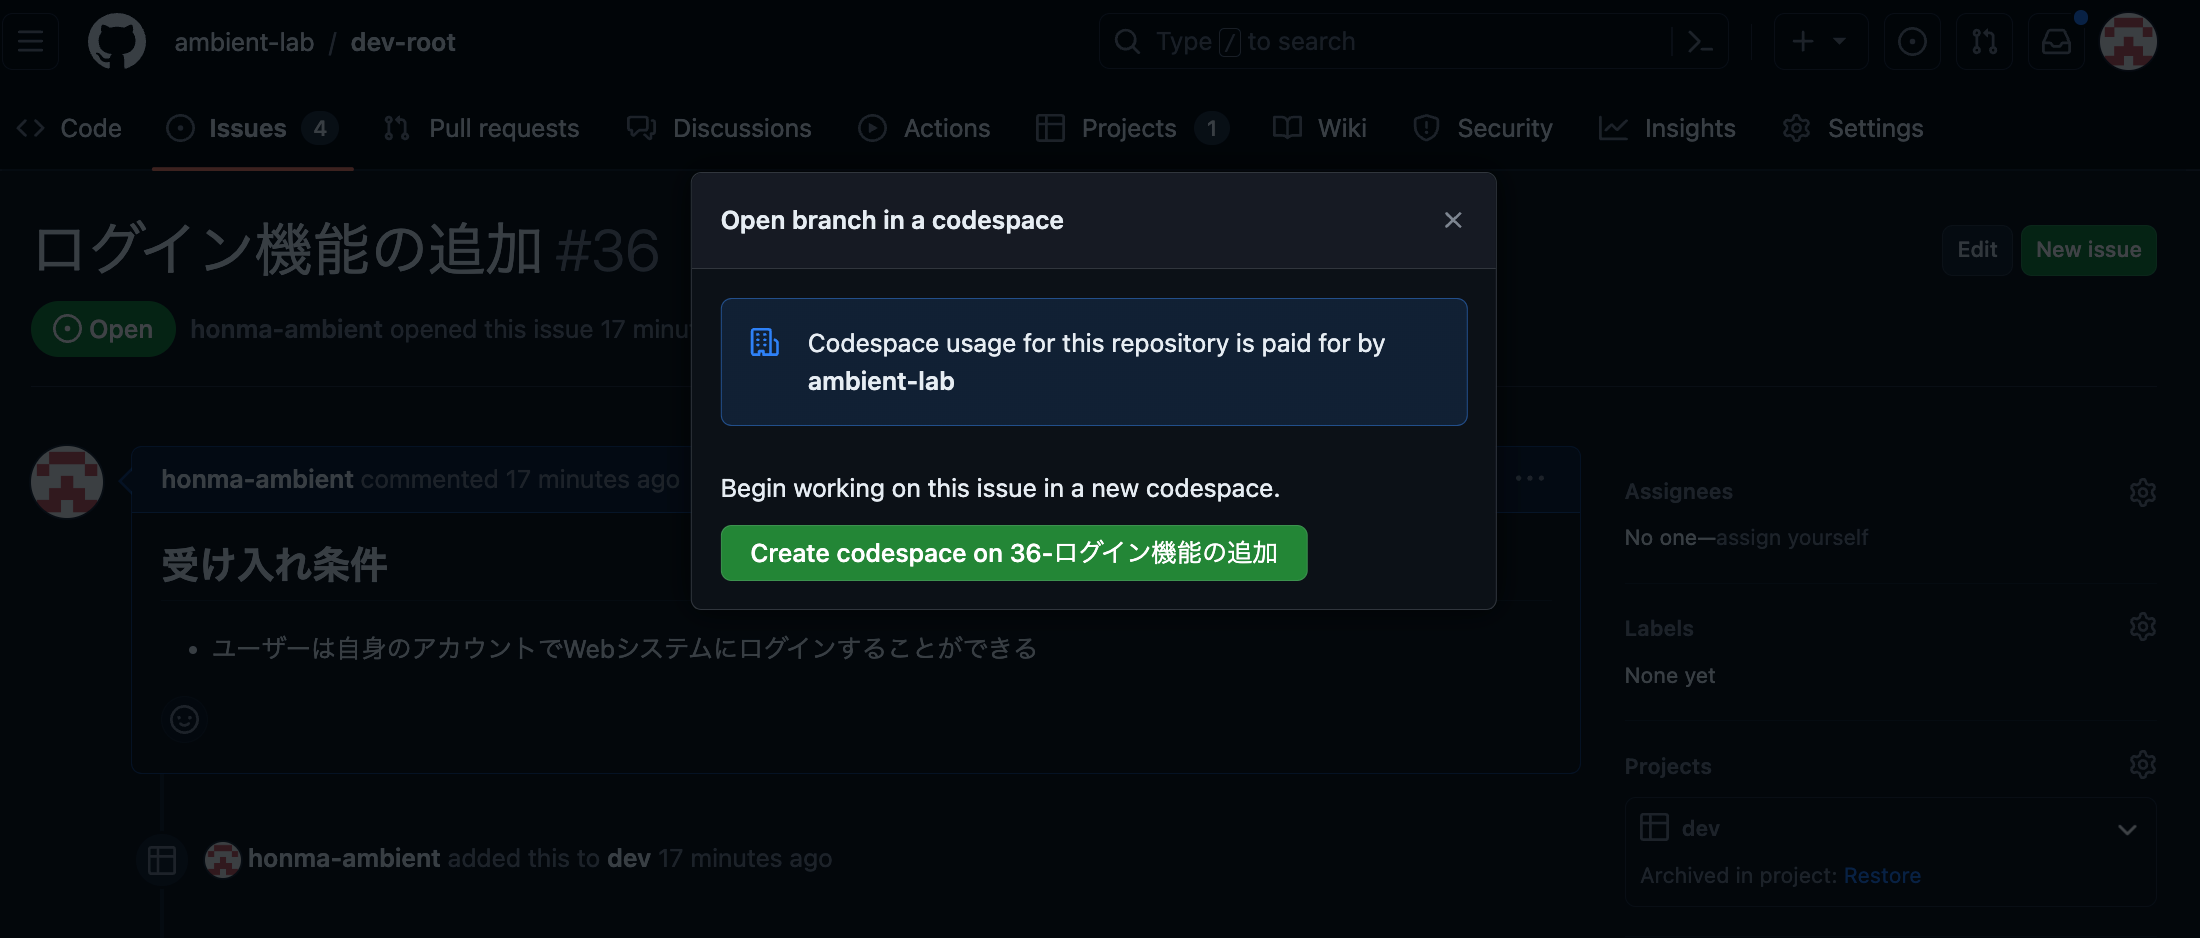 ambient-lab / dev-root
Type / to search
Code
Issues 4
Pull requests
Discussions
Actions
Projects 1
Wiki
Security
Insights
Settings
ログイン機能の追加 #36
Edit
New issue
Open
honma-ambient opened this issue 17 minu
Open branch in a codespace
Codespace usage for this repository is paid for by
ambient-lab
Begin working on this issue in a new codespace.
Create codespace on 36-ログイン機能の追加
honma-ambient commented 17 minutes ago
受け入れ条件
• ユーザーは自身のアカウントでWebシステムにログインすることができる
honma-ambient added this to dev 17 minutes ago
Assignees
No one—assign yourself
Labels
None yet
Projects
dev
Archived in project: Restore